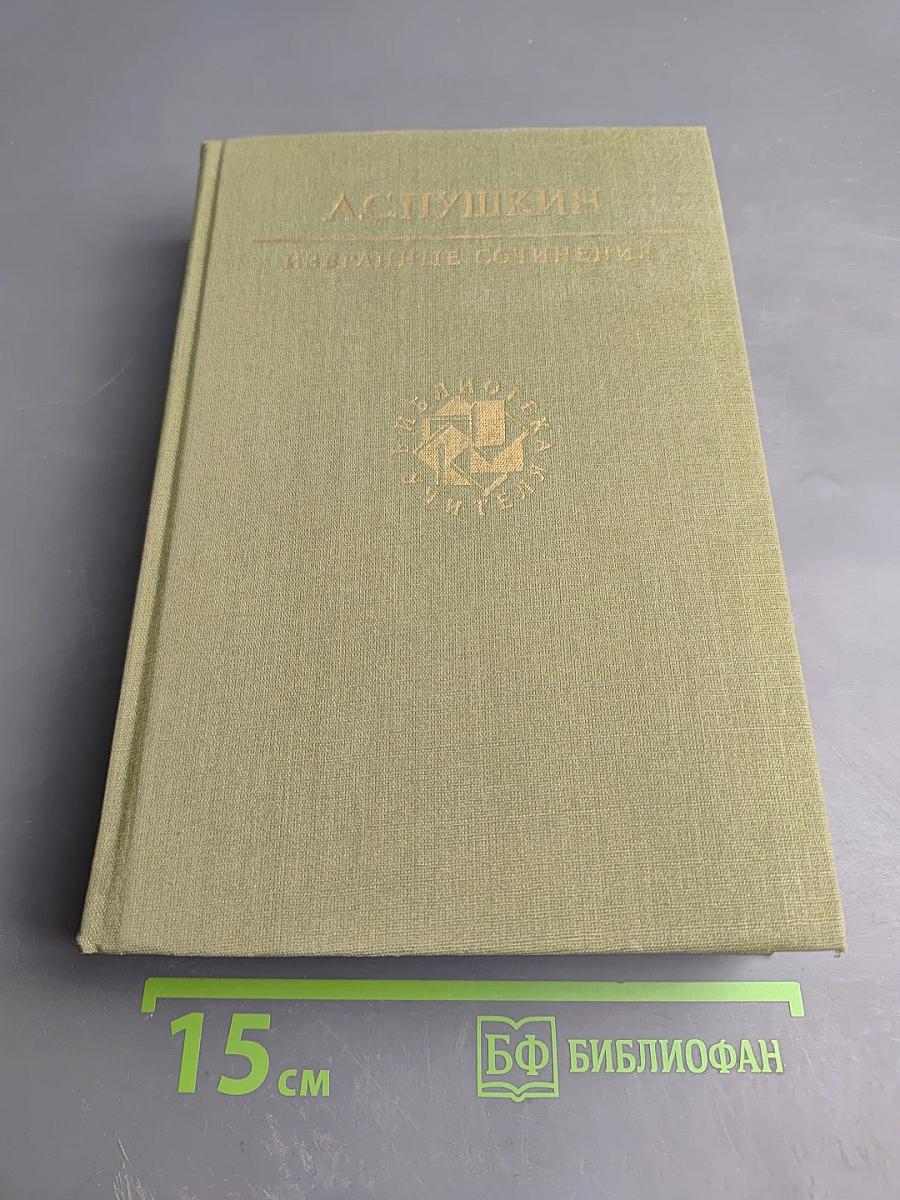 А.С.ПУШКИН
ИЗБРАННЫЕ СОЧИНЕНИЯ
БИБЛИОТЕКА
УЧИТЕЛЯ
15 см
БФ БИБЛИОФАН